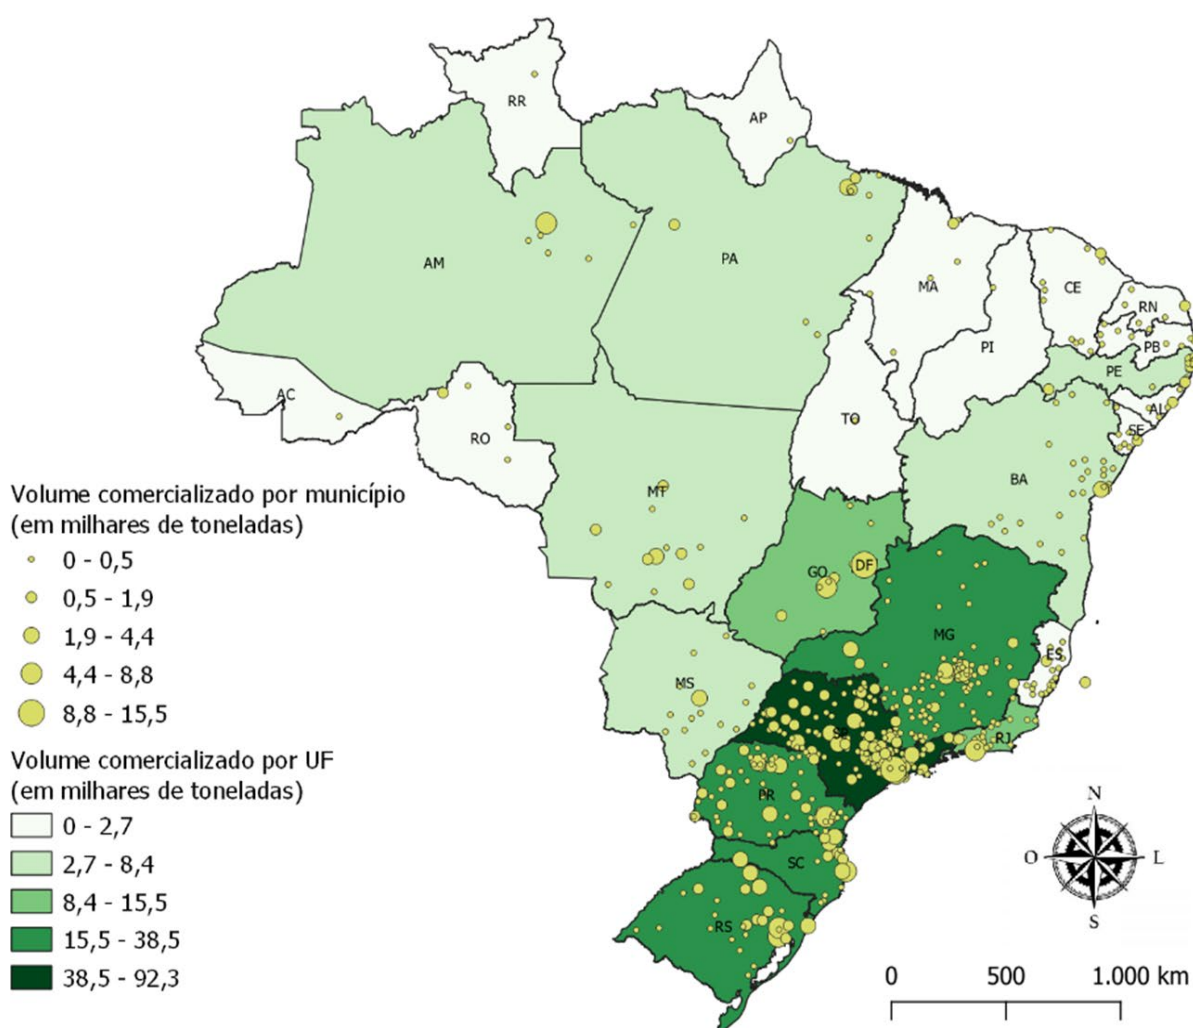 RR
AP
AM
PA
MA
CE
RN
PB
PI
PE
AC
AL
TO
SE
RO
BA
MT
Volume comercializado por município
(em milhares de toneladas)
0 - 0,5
0,5 - 1,9
1,9 - 4,4
4,4 - 8,8
8,8 - 15,5
GO
DF
MG
ES
MS
SP
RJ
Volume comercializado por UF
(em milhares de toneladas)
0 - 2,7
2,7 - 8,4
8,4 - 15,5
15,5 - 38,5
38,5 - 92,3
PR
SC
RS
N
O
L
S
0 500 1.000 km